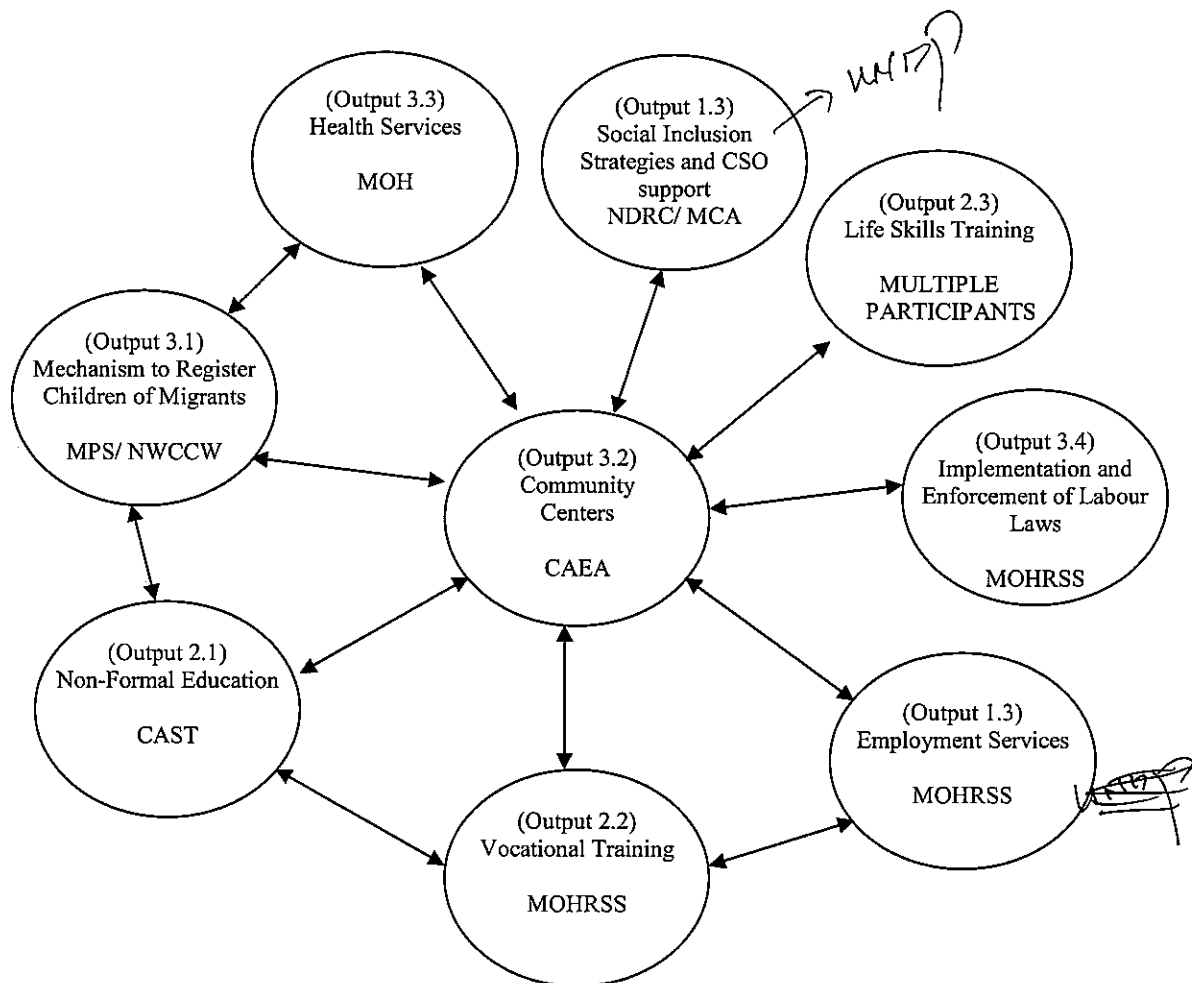 (Output 3.3)
Health Services
MOH
(Output 1.3)
Social Inclusion
Strategies and CSO
support
NDRC/ MCA
(Output 2.3)
Life Skills Training
MULTIPLE
PARTICIPANTS
(Output 3.1)
Mechanism to Register
Children of Migrants
MPS/ NWCCW
(Output 3.2)
Community
Centers
CAEA
(Output 3.4)
Implementation and
Enforcement of Labour
Laws
MOHRSS
(Output 2.1)
Non-Formal Education
CAST
(Output 1.3)
Employment Services
MOHRSS
(Output 2.2)
Vocational Training
MOHRSS